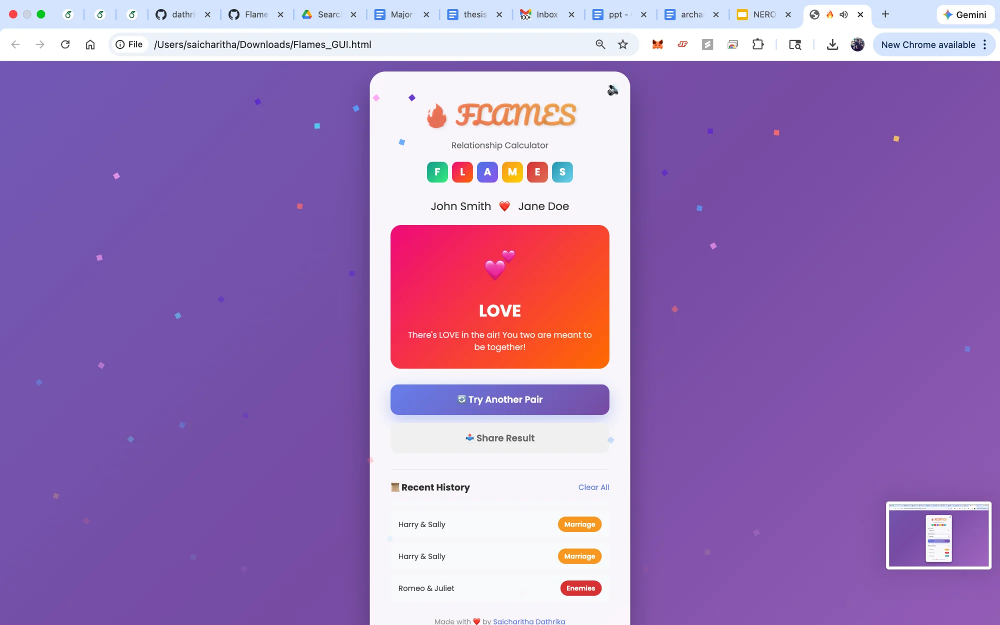 dathri
Flame
Searc
Major
thesis
100+
Inbox
ppt -
archar
NERO
Gemini
File
/Users/saicharitha/Downloads/Flames_GUI.html
JF
New Chrome available
FLAMES
Relationship Calculator
F L A M E S
John Smith ❤️ Jane Doe
LOVE
There's LOVE in the air! You two are meant to
be together!
Try Another Pair
Share Result
Recent History
Clear All
Harry & Sally
Marriage
Harry & Sally
Marriage
Romeo & Juliet
Enemies
Made with ❤️ by Saicharitha Dathrika